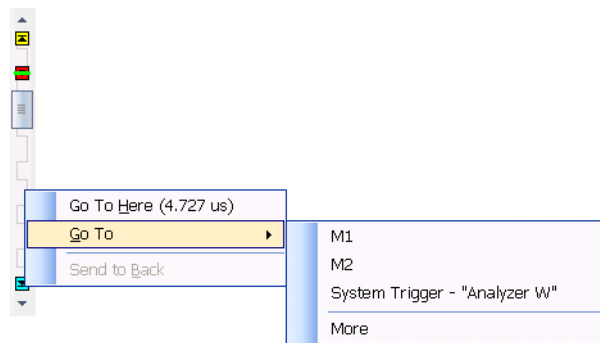 Go To Here (4.727 us)
Go To
Send to Back
M1
M2
System Trigger - "Analyzer W"
More